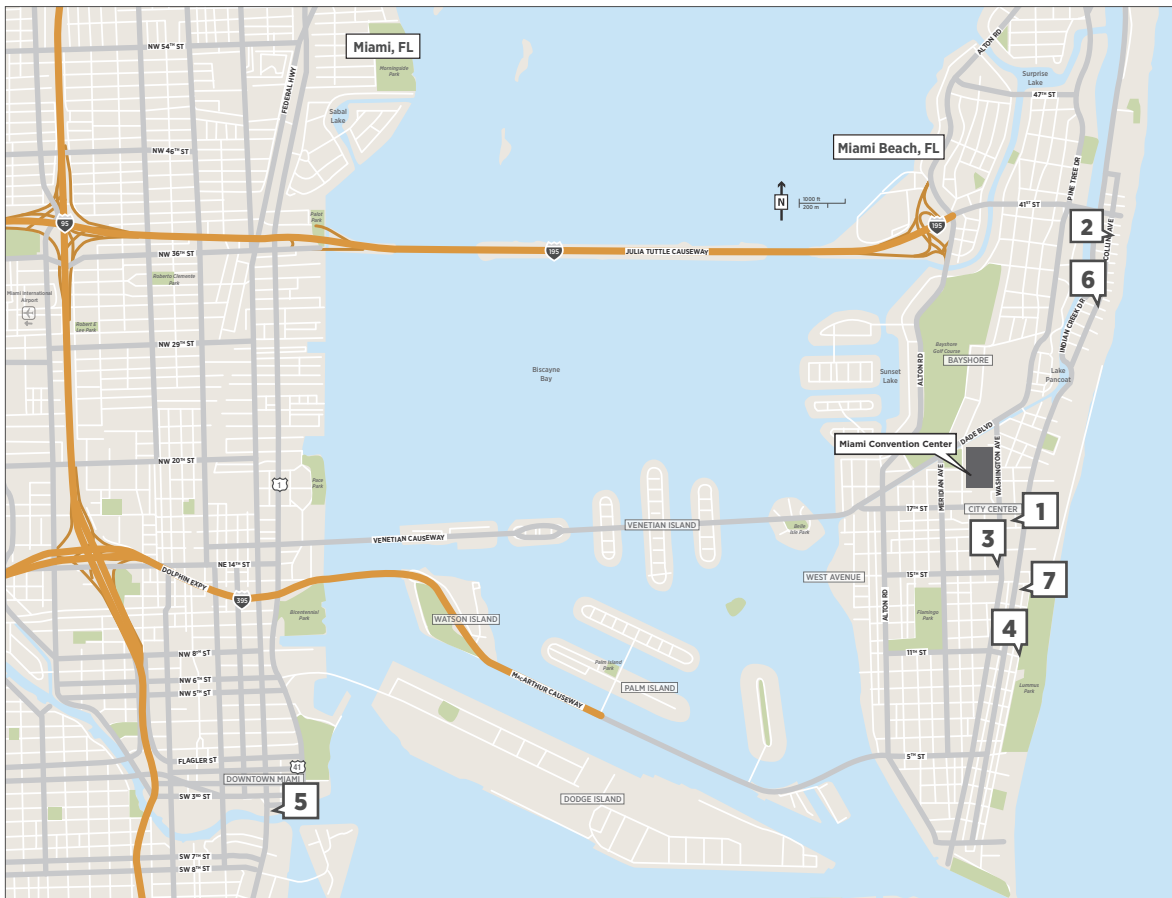 NW 54TH ST
Miami, FL
Morningside
Park
FEDERAL HWY
ALTON RD
Surprise
Lake
47TH ST
Sabal
Lake
NW 46TH ST
Miami Beach, FL
PINE TREE DR
N
1000 ft
200 m
41ST ST
95
Point
Park
195
2
COLLINS AVE
NW 36TH ST
195
JULIA TUTTLE CAUSEWAY
Roberto Clemente
Park
6
Miami International
Airport
Robert E
Lee Park
INDIAN CREEK DR
NW 29TH ST
Bayshore
Golf Course
BAYSHORE
ALTON RD
Biscayne
Bay
Sunset
Lake
Lake
Pancoat
DADE BLVD
Miami Convention Center
WASHINGTON AVE
NW 20TH ST
MERIDIAN AVE
1
Pace
Park
17TH ST
CITY CENTER
1
VENETIAN ISLAND
Belle
Isle Park
VENETIAN CAUSEWAY
3
NE 14TH ST
DOLPHIN EXPY
WEST AVENUE
15TH ST
7
395
ALTON RD
Bicentennial
Park
WATSON ISLAND
Flamingo
Park
4
NW 8TH ST
11TH ST
Palm Island
Park
NW 6TH ST
PALM ISLAND
Lummus
Park
NW 5TH ST
MACARTHUR CAUSEWAY
5TH ST
FLAGLER ST
41
DOWNTOWN MIAMI
SW 3RD ST
5
DODGE ISLAND
SW 7TH ST
SW 8TH ST